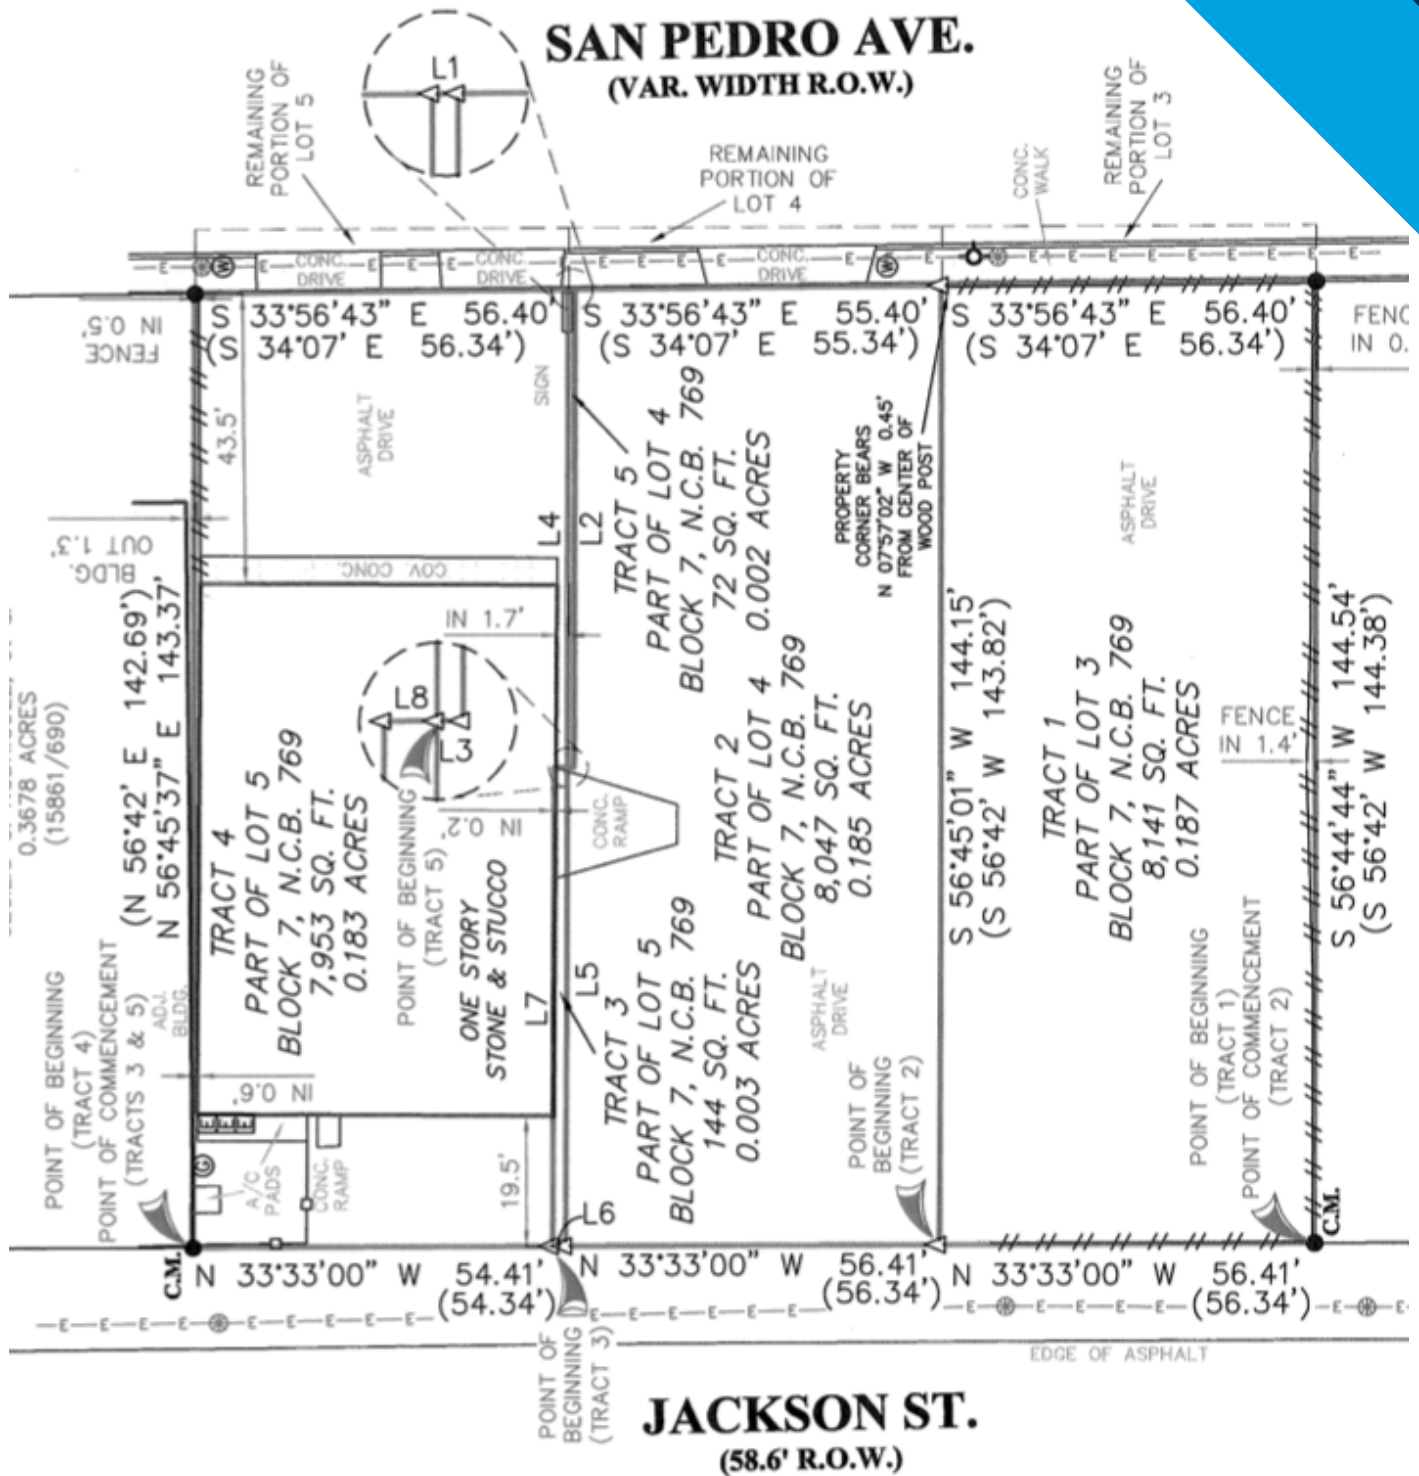 SAN PEDRO AVE.
(VAR. WIDTH R.O.W.)
L1
REMAINING
PORTION OF
LOT 5
REMAINING
PORTION OF
LOT 4
CONC.
WALK
REMAINING
PORTION OF
LOT 3
CONC.
DRIVE
CONC.
DRIVE
CONC.
DRIVE
S 33°56'43" E 56.40'
(S 34°07' E 56.34')
S 33°56'43" E 55.40'
(S 34°07' E 55.34')
S 33°56'43" E 56.40'
(S 34°07' E 56.34')
FENCE
IN 0.5'
43.5'
ASPHALT
DRIVE
SIGN
BLDG.
OUT 1.3'
COV. CONC.
L4
L2
TRACT 5
PART OF LOT 4
BLOCK 7, N.C.B. 769
72 SQ. FT.
0.002 ACRES
PROPERTY
CORNER BEARS
N 07°57'02" W 0.45'
FROM CENTER OF
WOOD POST
ASPHALT
DRIVE
IN 0.
0.3678 ACRES
(15861/690)
(N 56°42' E 142.69')
N 56°45'37" E 143.37'
IN 1.7'
L8
L3
TRACT 4
PART OF LOT 5
BLOCK 7, N.C.B. 769
7,953 SQ. FT.
0.183 ACRES
POINT OF BEGINNING
(TRACT 5)
IN 0.2'
CONC.
RAMP
ONE STORY
STONE & STUCCO
TRACT 2
PART OF LOT 4
BLOCK 7, N.C.B. 769
8,047 SQ. FT.
0.185 ACRES
S 56°45'01" W 144.15'
(S 56°42' W 143.82')
TRACT 1
PART OF LOT 3
BLOCK 7, N.C.B. 769
8,141 SQ. FT.
0.187 ACRES
FENCE
IN 1.4'
S 56°44'44" W 144.54'
(S 56°42' W 144.38')
POINT OF BEGINNING
(TRACT 4)
POINT OF COMMENCEMENT
(TRACTS 3 & 5)
ADJ.
BLDG.
IN 0.6'
L7
L5
TRACT 3
PART OF LOT 5
BLOCK 7, N.C.B. 769
144 SQ. FT.
0.003 ACRES
ASPHALT
DRIVE
POINT OF
BEGINNING
(TRACT 2)
POINT OF BEGINNING
(TRACT 1)
POINT OF COMMENCEMENT
(TRACT 2)
A/C
PADS
CONC.
RAMP
19.5'
L6
C.M.
C.M.
N 33°33'00" W 54.41'
(54.34')
N 33°33'00" W 56.41'
(56.34')
N 33°33'00" W 56.41'
(56.34')
POINT OF
BEGINNING
(TRACT 3)
EDGE OF ASPHALT
JACKSON ST.
(58.6' R.O.W.)